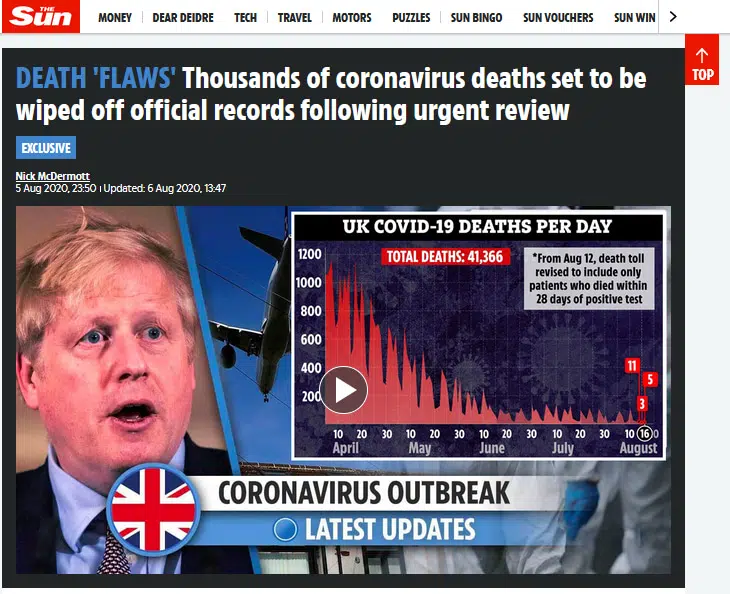 THE
Sun
MONEY
DEAR DEIDRE
TECH
TRAVEL
MOTORS
PUZZLES
SUN BINGO
SUN VOUCHERS
SUN WIN
TOP
DEATH 'FLAWS' Thousands of coronavirus deaths set to be
wiped off official records following urgent review
EXCLUSIVE
Nick McDermott
5 Aug 2020, 23:50 | Updated: 6 Aug 2020, 13:47
UK COVID-19 DEATHS PER DAY
TOTAL DEATHS: 41,366
*From Aug 12, death toll
revised to include only
patients who died within
28 days of positive test
1200
1000
800
600
400
200
11
5
3
10 20 30 10 20 30 10 20 30 10 20 30 10 16
April May June July August
CORONAVIRUS OUTBREAK
LATEST UPDATES